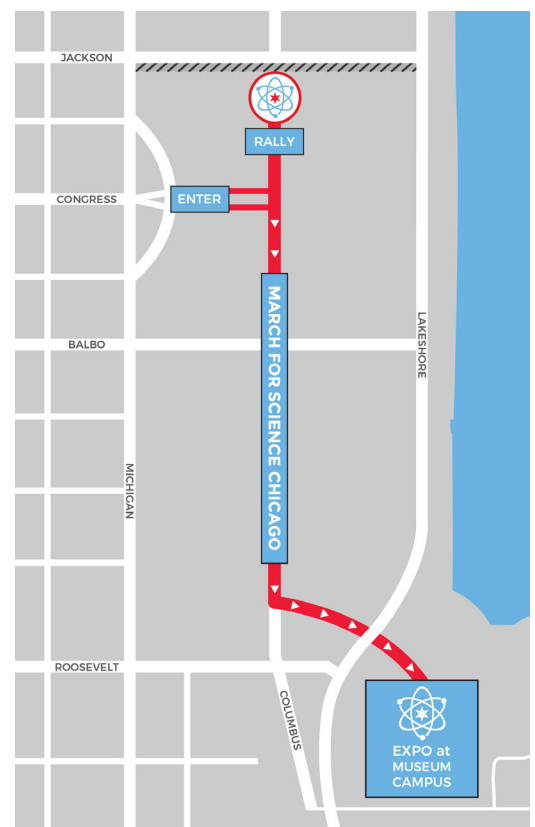 JACKSON
RALLY
CONGRESS
ENTER
MARCH FOR SCIENCE CHICAGO
BALBO
LAKESHORE
MICHIGAN
ROOSEVELT
COLUMBUS
EXPO at
MUSEUM
CAMPUS